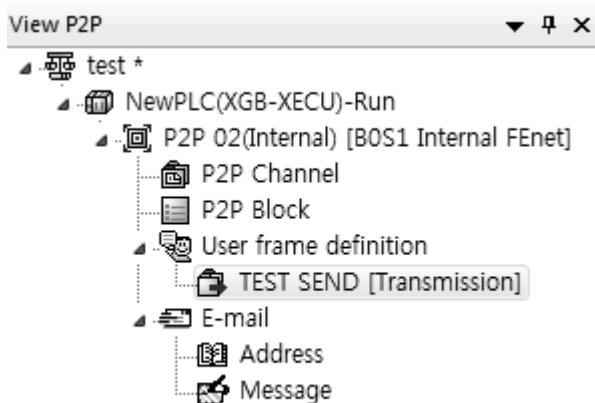 View P2P
test *
NewPLC(XGB-XECU)-Run
P2P 02(Internal) [B0S1 Internal FEnet]
P2P Channel
P2P Block
User frame definition
TEST SEND [Transmission]
E-mail
Address
Message